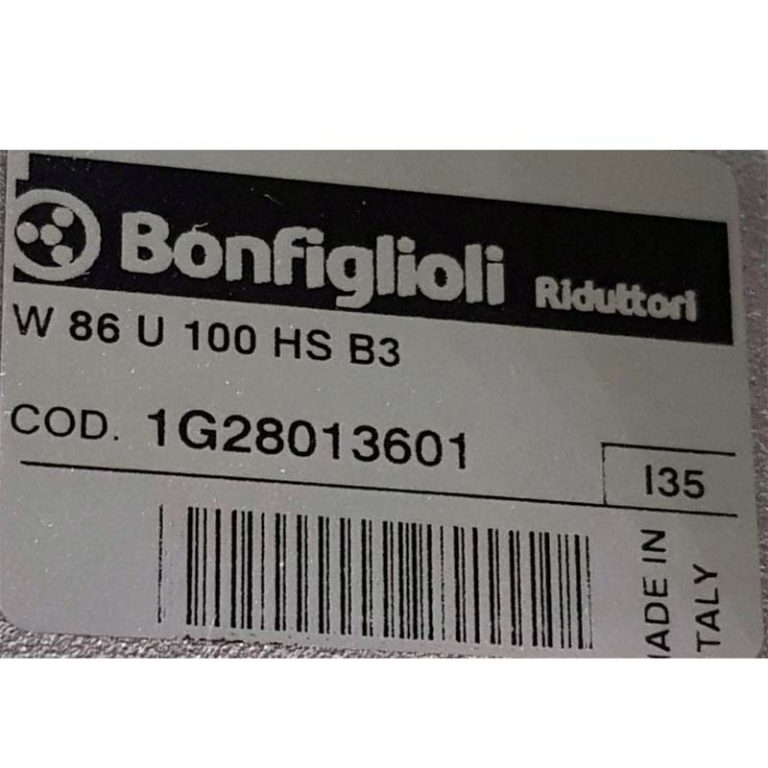 Bonfiglioli Riduttori
W 86 U 100 HS B3
COD. 1G28013601
I35
MADE IN
ITALY